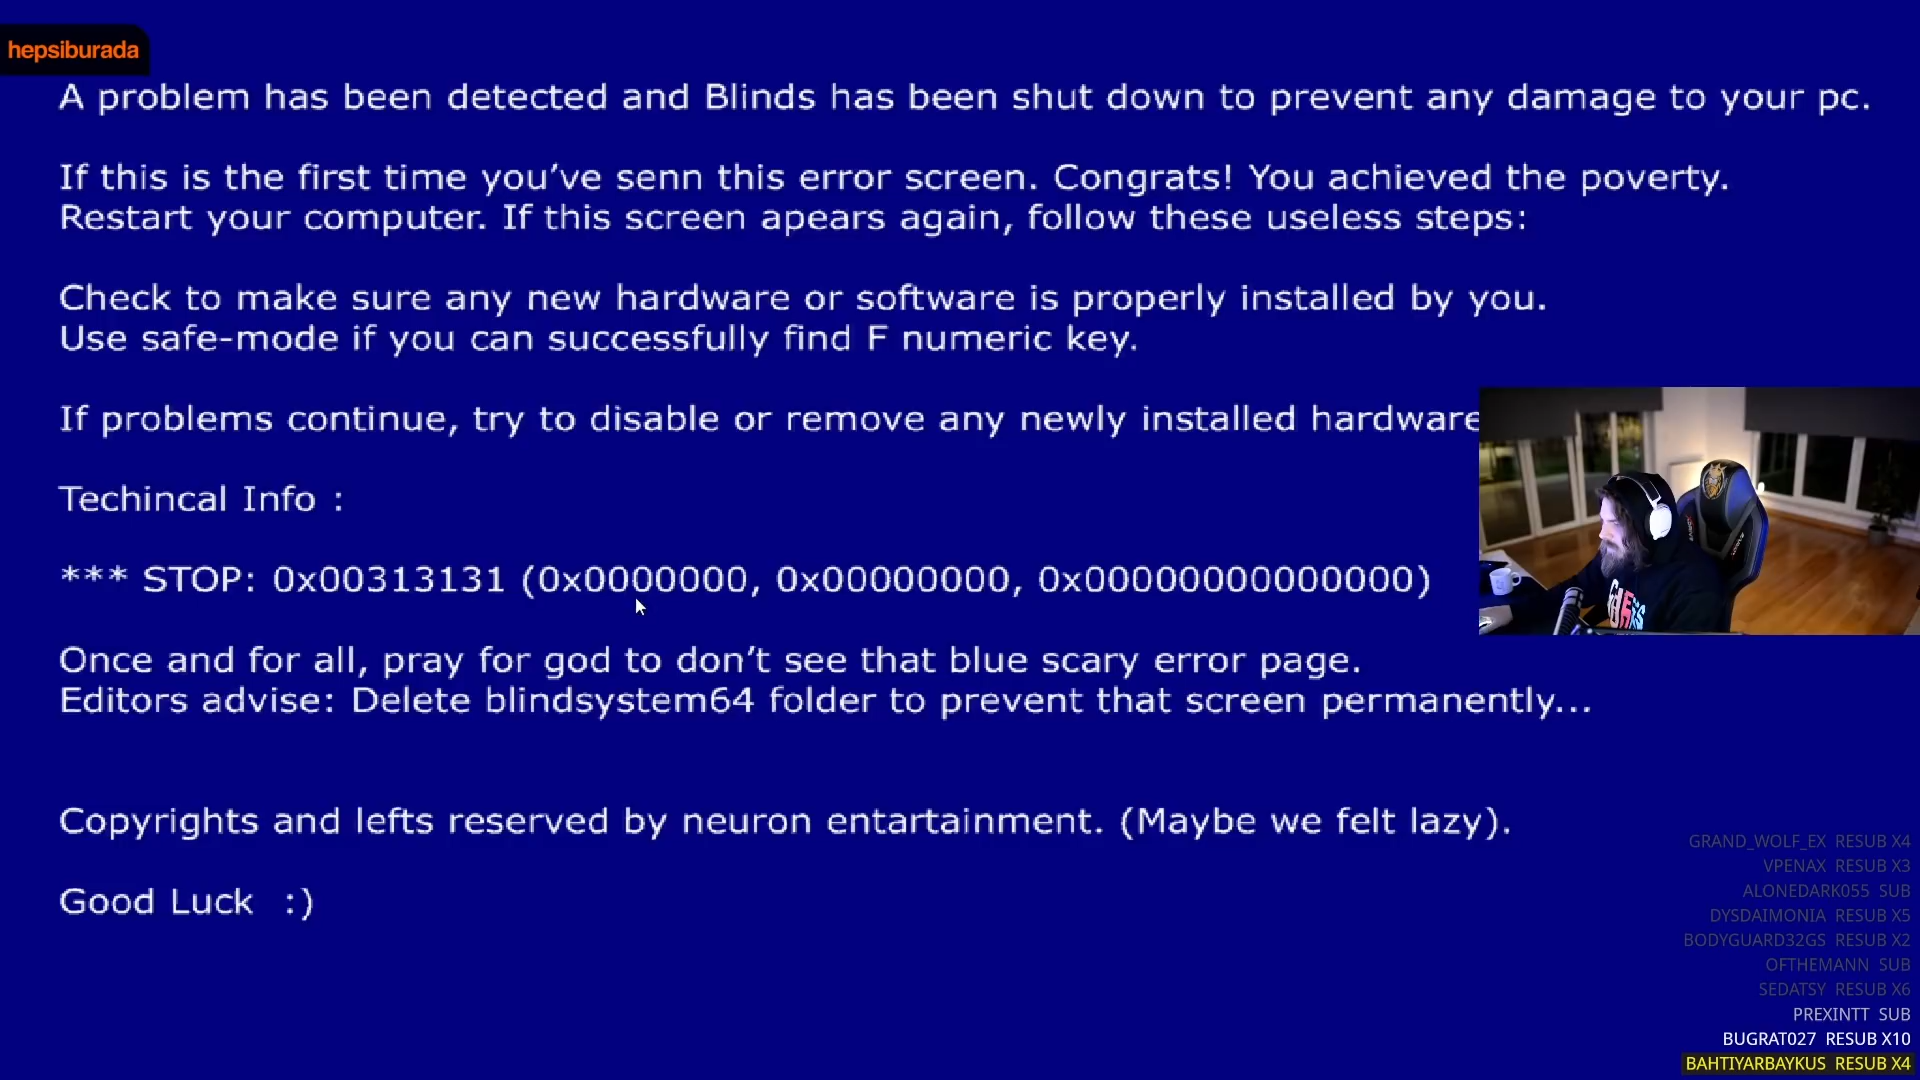 hepsiburada
A problem has been detected and Blinds has been shut down to prevent any damage to your pc.
If this is the first time you've senn this error screen. Congrats! You achieved the poverty.
Restart your computer. If this screen apears again, follow these useless steps:
Check to make sure any new hardware or software is properly installed by you.
Use safe-mode if you can successfully find F numeric key.
If problems continue, try to disable or remove any newly installed hardware
Techincal Info :
*** STOP: 0x00313131 (0x0000000, 0x00000000, 0x00000000000000)
Once and for all, pray for god to don't see that blue scary error page.
Editors advise: Delete blindsystem64 folder to prevent that screen permanently...
Copyrights and lefts reserved by neuron entartainment. (Maybe we felt lazy).
Good Luck :)
GRAND_WOLF_EX RESUB X4
VPENAX RESUB X3
ALONEDARK055 SUB
DYSDAIMONIA RESUB X5
BODYGUARD32GS RESUB X2
OFTHEMANN SUB
SEDATSY RESUB X6
PREXINTT SUB
BUGRAT027 RESUB X10
BAHTIYARBAYKUS RESUB X4